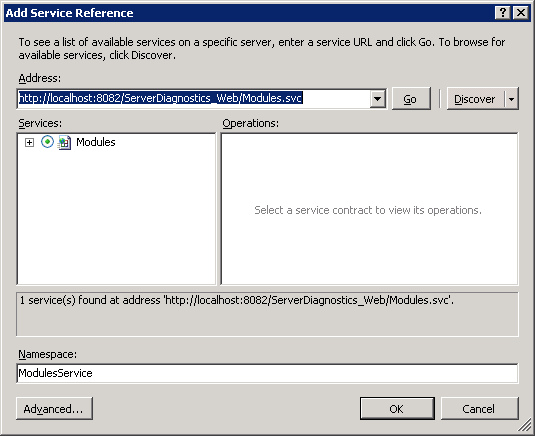 Add Service Reference
To see a list of available services on a specific server, enter a service URL and click Go. To browse for
available services, click Discover.
Address:
http://localhost:8082/ServerDiagnostics_Web/Modules.svc Go Discover
Services: Operations:
Modules
Select a service contract to view its operations.
1 service(s) found at address 'http://localhost:8082/ServerDiagnostics_Web/Modules.svc'.
Namespace:
ModulesService
Advanced... OK Cancel